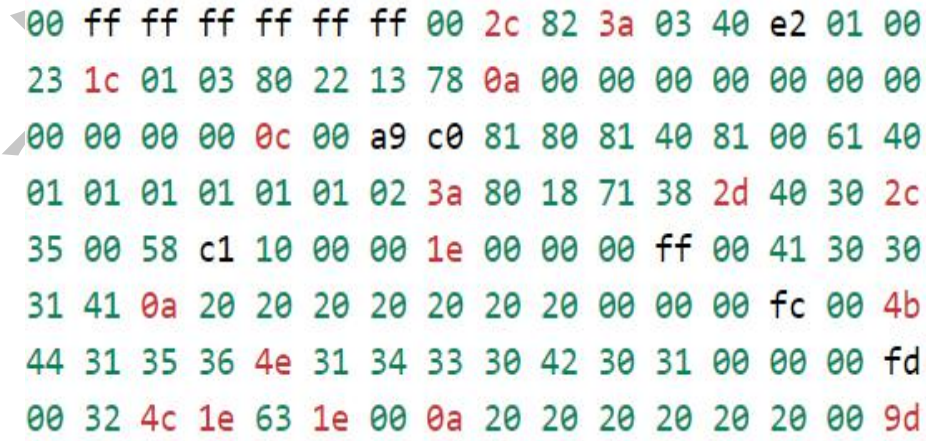 00 ff ff ff ff ff ff 00 2c 82 3a 03 40 e2 01 00
23 1c 01 03 80 22 13 78 0a 00 00 00 00 00 00 00
00 00 00 00 0c 00 a9 c0 81 80 81 40 81 00 61 40
01 01 01 01 01 01 02 3a 80 18 71 38 2d 40 30 2c
35 00 58 c1 10 00 00 1e 00 00 00 ff 00 41 30 30
31 41 0a 20 20 20 20 20 20 20 00 00 00 fc 00 4b
44 31 35 36 4e 31 34 33 30 42 30 31 00 00 00 fd
00 32 4c 1e 63 1e 00 0a 20 20 20 20 20 20 00 9d